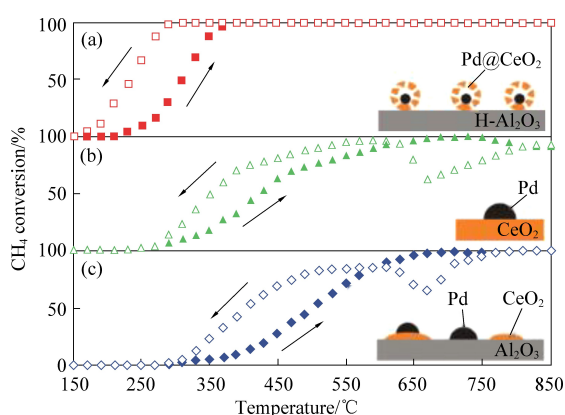 CH₄ conversion/%
100
(a)
Pd@CeO₂
50
H-Al₂O₃
100
(b)
Pd
50
CeO₂
100
(c)
Pd
CeO₂
50
Al₂O₃
0
150 250 350 450 550 650 750 850
Temperature/℃